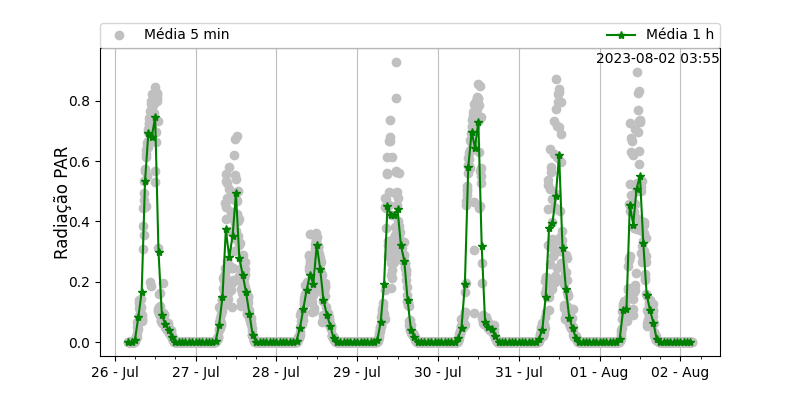 Média 5 min
Média 1 h
2023-08-02 03:55
Radiação PAR
0.8
0.6
0.4
0.2
0.0
26 - Jul
27 - Jul
28 - Jul
29 - Jul
30 - Jul
31 - Jul
01 - Aug
02 - Aug